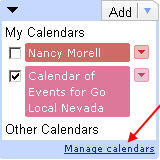 Add
My Calendars
Nancy Morell
Calendar of
Events for Go
Local Nevada
Other Calendars
Manage calendars